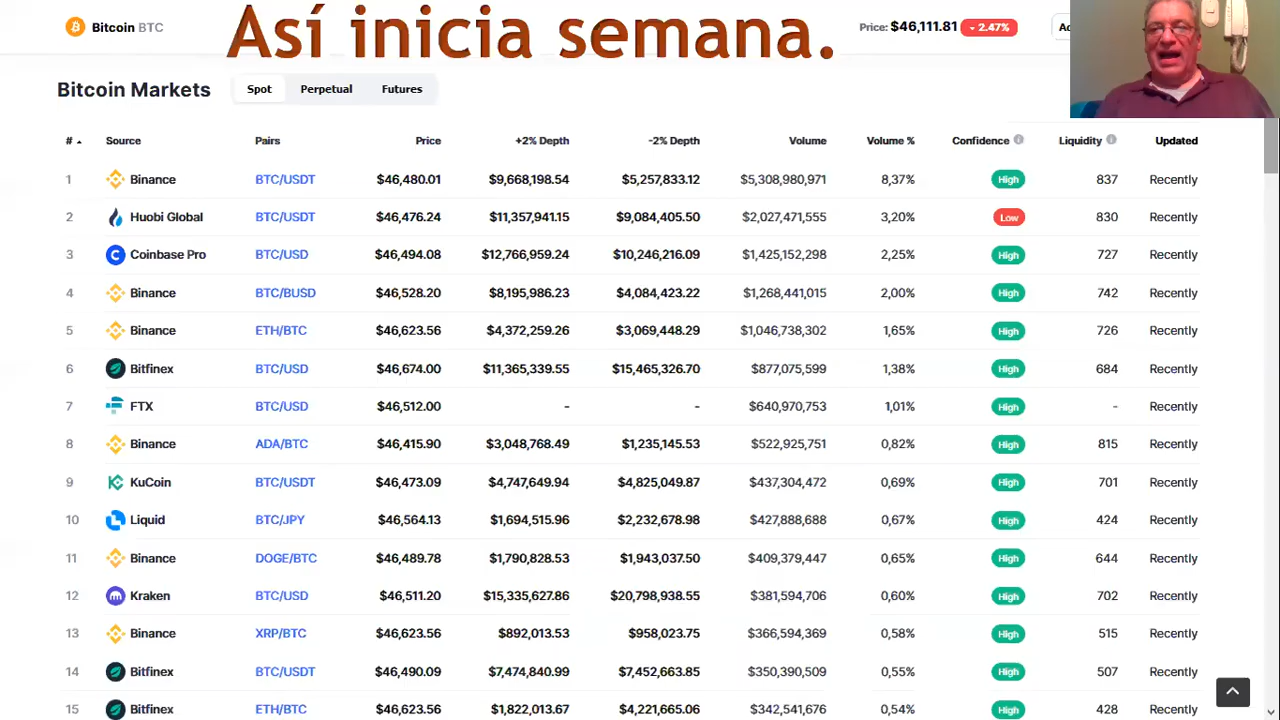 Bitcoin BTC
Así inicia semana.
Price: $46,111.81 - 2.47%
Bitcoin Markets Spot Perpetual Futures
# Source Pairs Price +2% Depth -2% Depth Volume Volume % Confidence Liquidity Updated
1 Binance BTC/USDT $46,480.01 $9,668,198.54 $5,257,833.12 $5,308,980,971 8,37% High 837 Recently
2 Huobi Global BTC/USDT $46,476.24 $11,357,941.15 $9,084,405.50 $2,027,471,555 3,20% Low 830 Recently
3 Coinbase Pro BTC/USD $46,494.08 $12,766,959.24 $10,246,216.09 $1,425,152,298 2,25% High 727 Recently
4 Binance BTC/BUSD $46,528.20 $8,195,986.23 $4,084,423.22 $1,268,441,015 2,00% High 742 Recently
5 Binance ETH/BTC $46,623.56 $4,372,259.26 $3,069,448.29 $1,046,738,302 1,65% High 726 Recently
6 Bitfinex BTC/USD $46,674.00 $11,365,339.55 $15,465,326.70 $877,075,599 1,38% High 684 Recently
7 FTX BTC/USD $46,512.00 - - $640,970,753 1,01% High - Recently
8 Binance ADA/BTC $46,415.90 $3,048,768.49 $1,235,145.53 $522,925,751 0,82% High 815 Recently
9 KuCoin BTC/USDT $46,473.09 $4,747,649.94 $4,825,049.87 $437,304,472 0,69% High 701 Recently
10 Liquid BTC/JPY $46,564.13 $1,694,515.96 $2,232,678.98 $427,888,688 0,67% High 424 Recently
11 Binance DOGE/BTC $46,489.78 $1,790,828.53 $1,943,037.50 $409,379,447 0,65% High 644 Recently
12 Kraken BTC/USD $46,511.20 $15,335,627.86 $20,798,938.55 $381,594,706 0,60% High 702 Recently
13 Binance XRP/BTC $46,623.56 $892,013.53 $958,023.75 $366,594,369 0,58% High 515 Recently
14 Bitfinex BTC/USDT $46,490.09 $7,474,840.99 $7,452,663.85 $350,390,509 0,55% High 507 Recently
15 Bitfinex ETH/BTC $46,623.56 $1,822,013.67 $4,221,665.06 $342,541,676 0,54% High 428 Recently